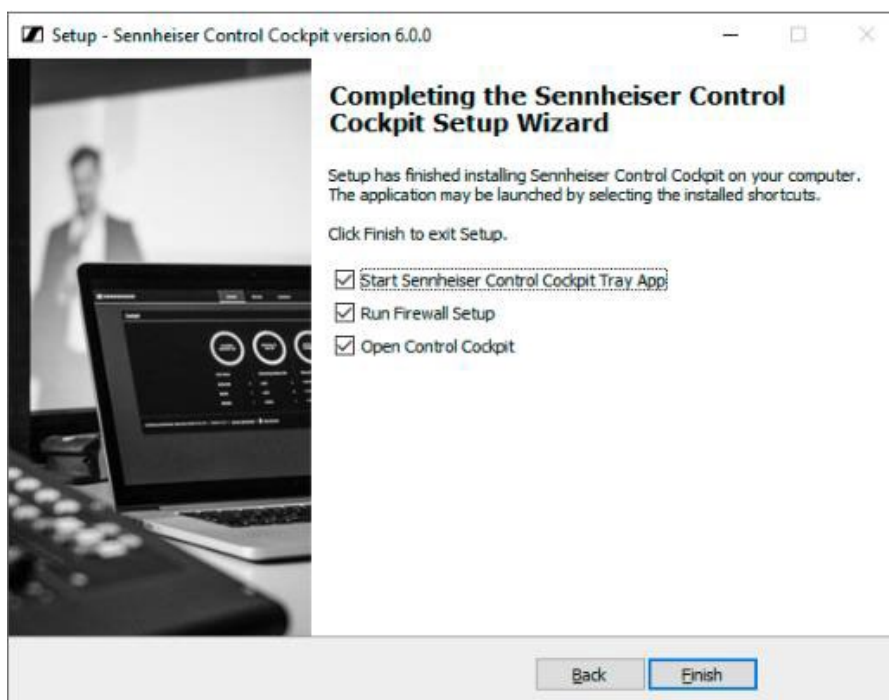 Setup - Sennheiser Control Cockpit version 6.0.0
Completing the Sennheiser Control
Cockpit Setup Wizard
Setup has finished installing Sennheiser Control Cockpit on your computer.
The application may be launched by selecting the installed shortcuts.
Click Finish to exit Setup.
Start Sennheiser Control Cockpit Tray App
Run Firewall Setup
Open Control Cockpit
Back
Finish